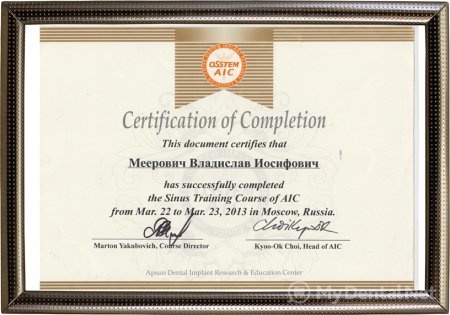 OSSTEM
AIC
Certification of Completion
This document certifies that
Меерович Владислав Иосифович
has successfully completed
the Sinus Training Course of AIC
from Mar. 22 to Mar. 23, 2013 in Moscow, Russia.
Marton Yakubovich, Course Director
Kyoo-Ok Choi, Head of AIC
Apsun Dental Implant Research & Education Center
MyDental.Net